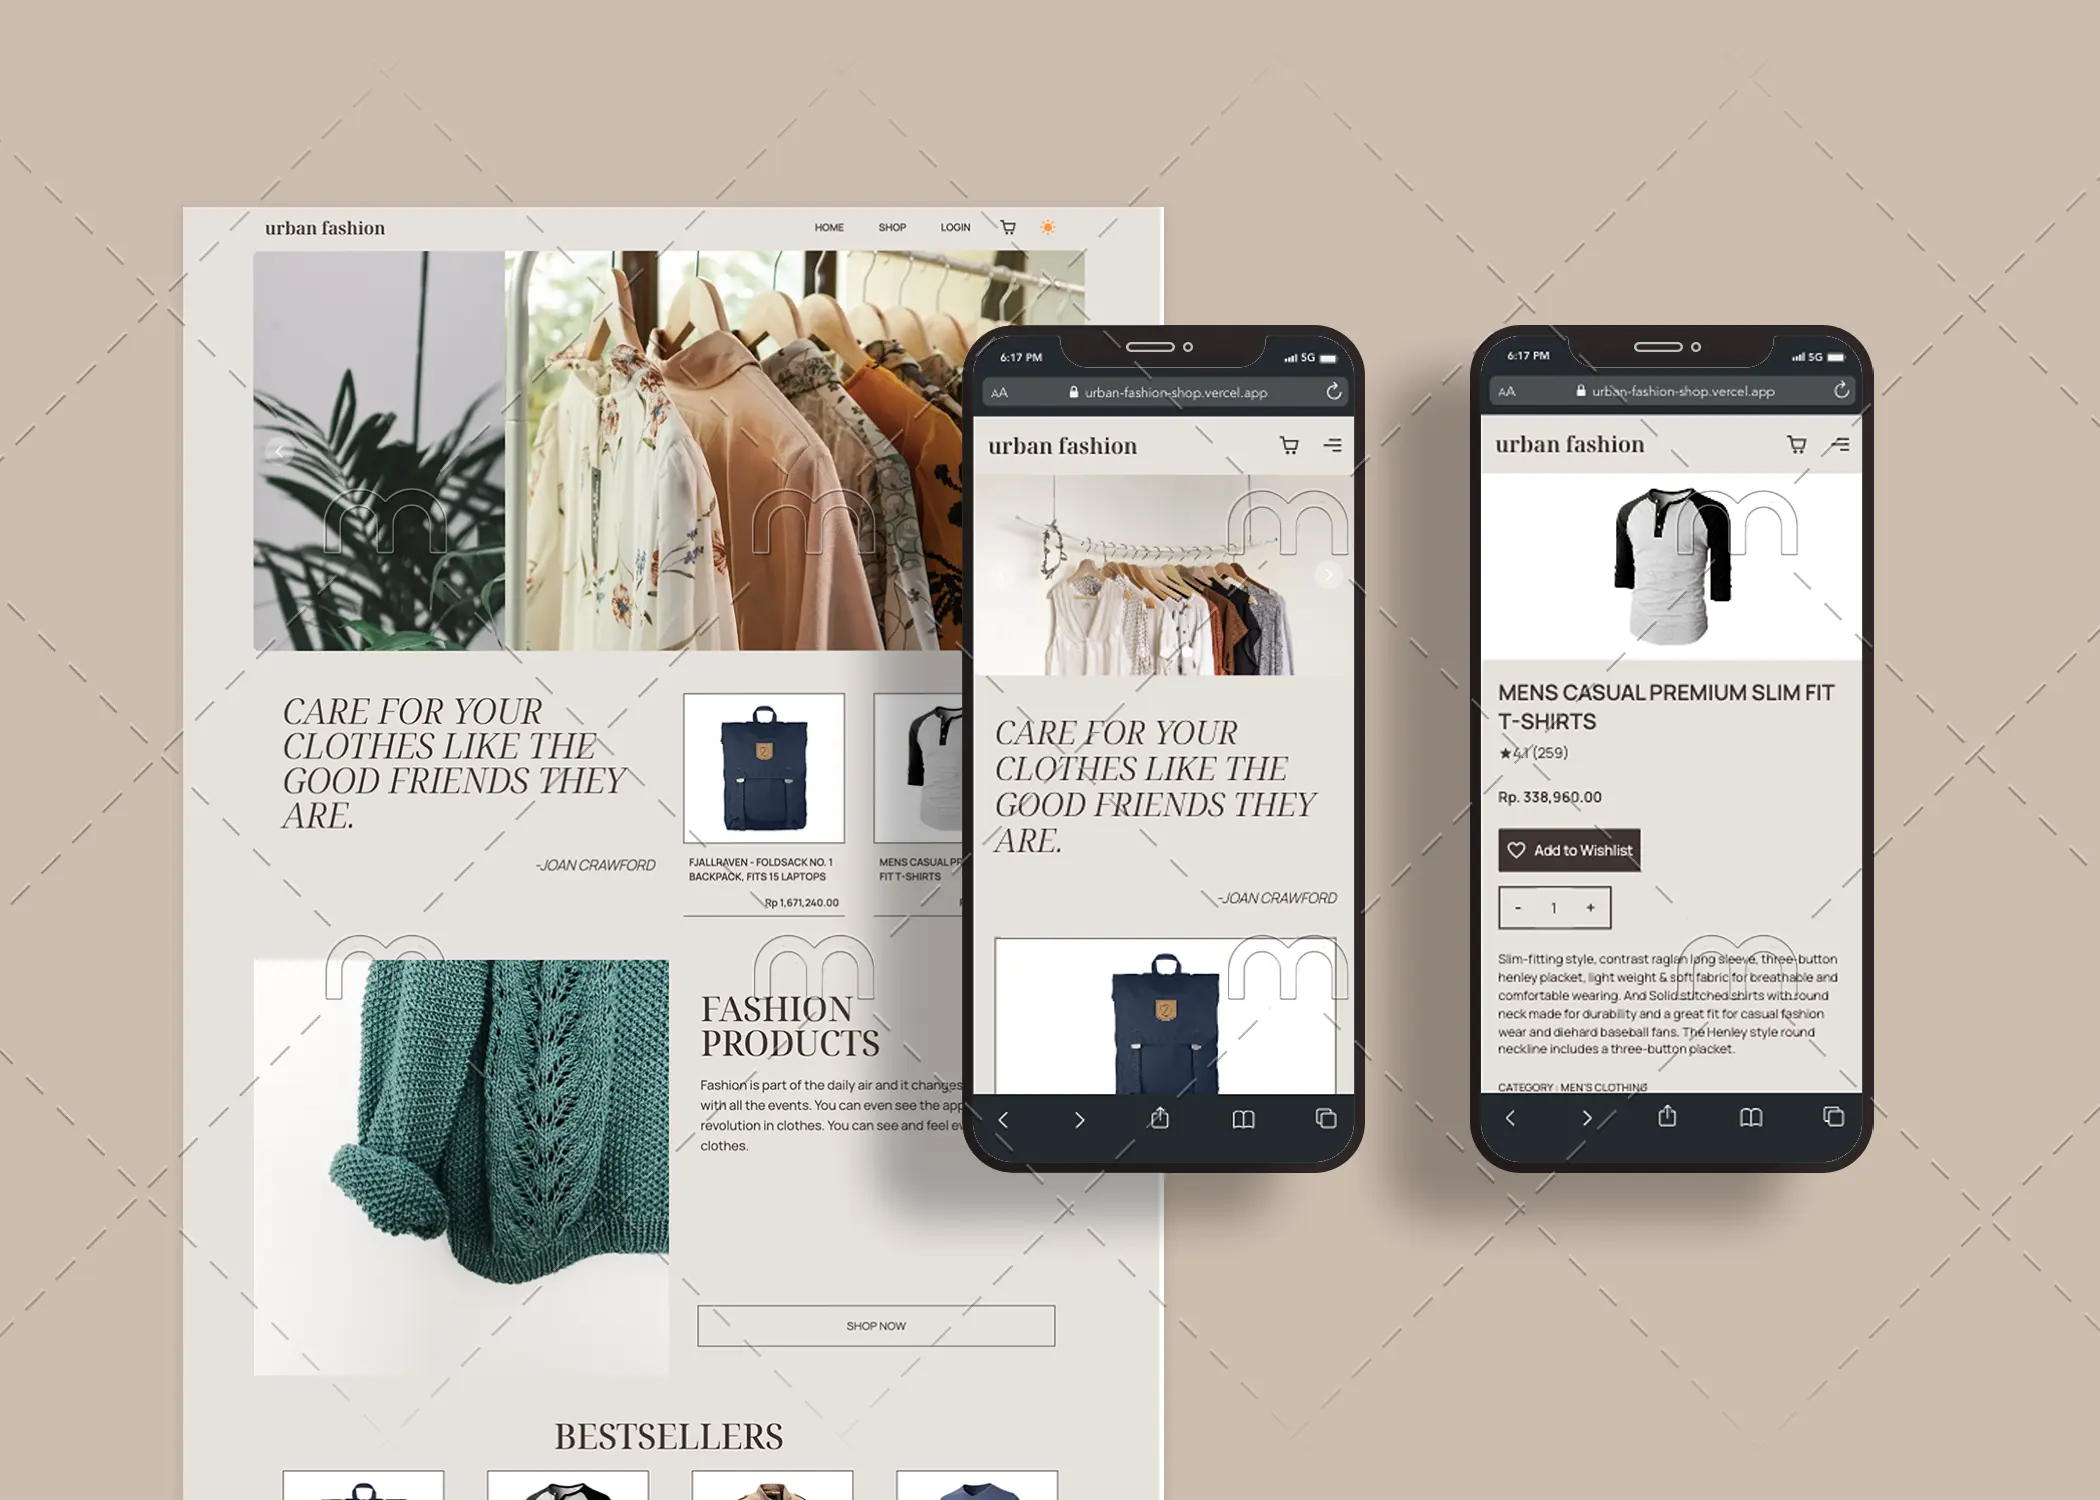 urban fashion
HOME SHOP LOGIN
CARE FOR YOUR
CLOTHES LIKE THE
GOOD FRIENDS THEY
ARE.
-JOAN CRAWFORD
FJALLRAVEN - FOLDSACK NO. 1
BACKPACK, FITS 15 LAPTOPS
Rp 1,671,240.00
MENS CASUAL
FIT T-SHIRTS
FASHION
PRODUCTS
Fashion is part of the daily air and it changes
with all the events. You can even see the
revolution in clothes. You can see and feel
clothes.
SHOP NOW
BESTSELLERS
6:17 PM
5G
AA
urban-fashion-shop.vercel.app
urban fashion
CARE FOR YOUR
CLOTHES LIKE THE
GOOD FRIENDS THEY
ARE.
-JOAN CRAWFORD
6:17 PM
5G
AA
urban-fashion-shop.vercel.app
urban fashion
MENS CASUAL PREMIUM SLIM FIT
T-SHIRTS
★4.1 (259)
Rp. 338,960.00
Add to Wishlist
- 1 +
Slim-fitting style, contrast raglan long sleeve, three-button
henley placket, light weight & soft fabric for breathable and
comfortable wearing. And Solid stitched shirts with round
neck made for durability and a great fit for casual fashion
wear and diehard baseball fans. The Henley style round
neckline includes a three-button placket.
CATEGORY : MEN'S CLOTHING